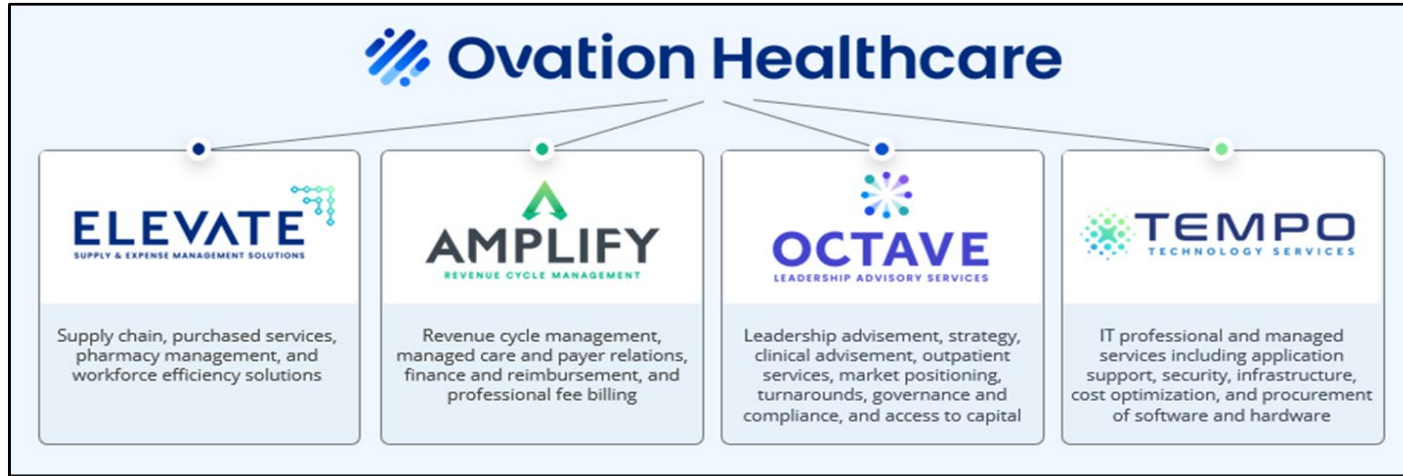 Ovation Healthcare
ELEVATE
SUPPLY & EXPENSE MANAGEMENT SOLUTIONS
Supply chain, purchased services,
pharmacy management, and
workforce efficiency solutions
AMPLIFY
REVENUE CYCLE MANAGEMENT
Revenue cycle management,
managed care and payer relations,
finance and reimbursement, and
professional fee billing
OCTAVE
LEADERSHIP ADVISORY SERVICES
Leadership advisement, strategy,
clinical advisement, outpatient
services, market positioning,
turnarounds, governance and
compliance, and access to capital
TEMPO
TECHNOLOGY SERVICES
IT professional and managed
services including application
support, security, infrastructure,
cost optimization, and procurement
of software and hardware